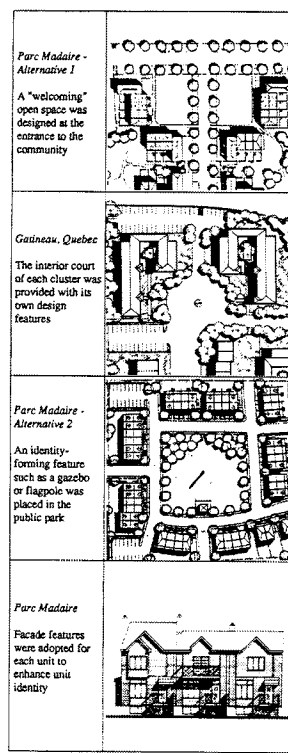 Parc Madaire -
Alternative 1
A "welcoming"
open space was
designed at the
entrance to the
community
Gatineau, Quebec
The interior court
of each cluster was
provided with its
own design
features
Parc Madaire -
Alternative 2
An identity-
forming feature
such as a gazebo
or flagpole was
placed in the
public park
Parc Madaire
Facade features
were adopted for
each unit to
enhance unit
identity